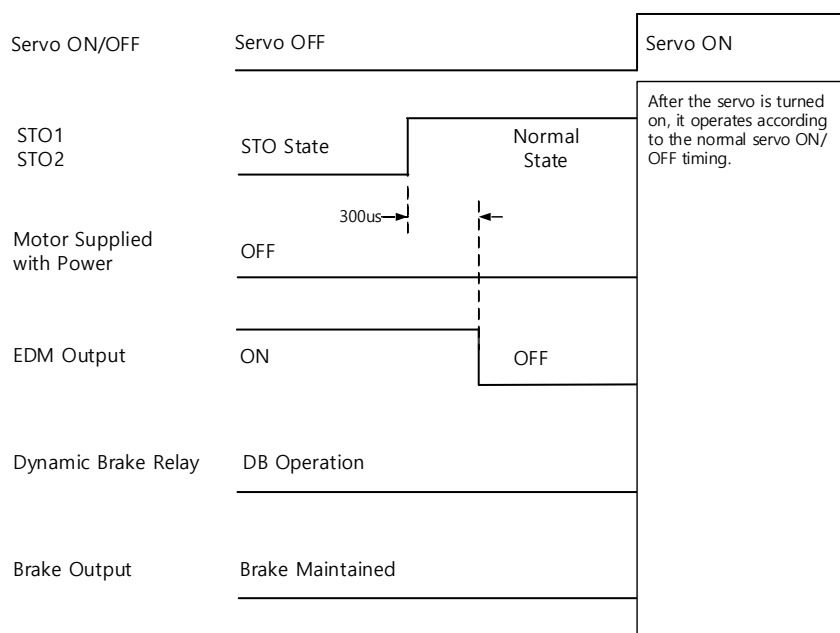 Servo ON/OFF
Servo OFF
Servo ON
After the servo is turned
on, it operates according
to the normal servo ON/
OFF timing.
STO1
STO2
STO State
Normal
State
300us
Motor Supplied
with Power
OFF
EDM Output
ON
OFF
Dynamic Brake Relay
DB Operation
Brake Output
Brake Maintained